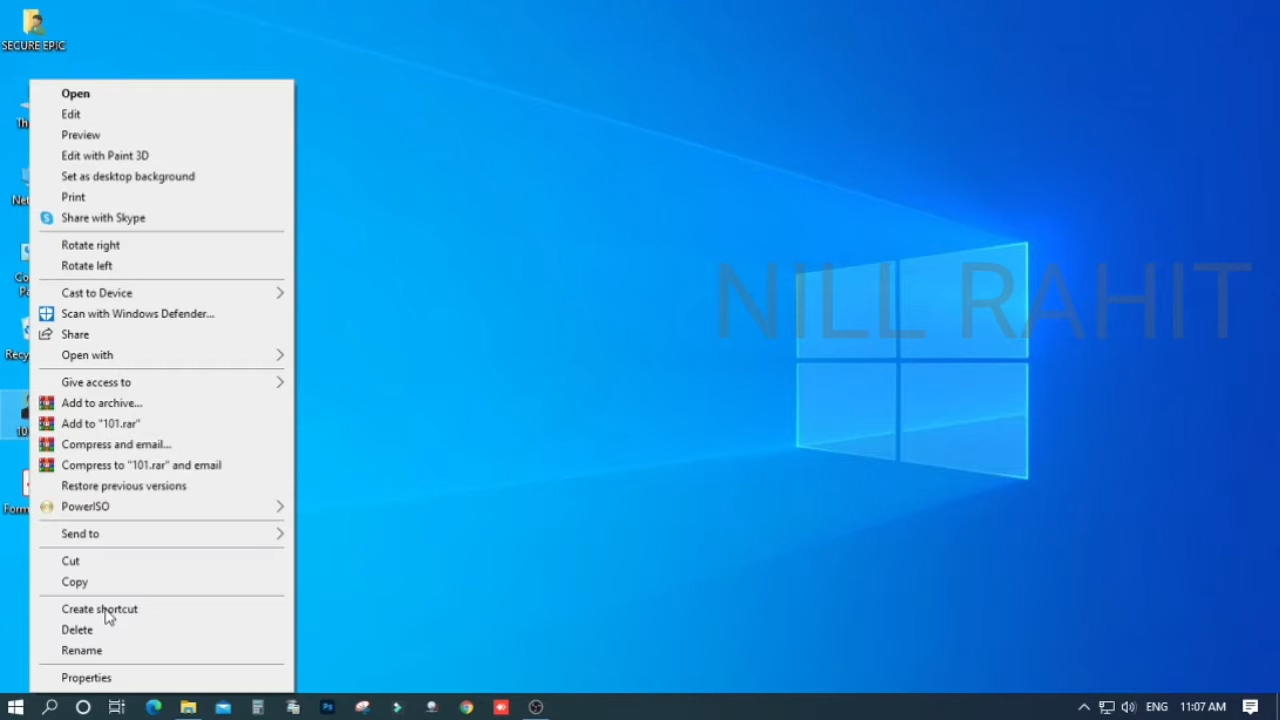 SECURE EPIC
Open
Edit
Preview
Edit with Paint 3D
Set as desktop background
Print
Share with Skype
Rotate right
Rotate left
Cast to Device
Scan with Windows Defender...
Share
Open with
Give access to
Add to archive...
Add to "101.rar"
Compress and email...
Compress to "101.rar" and email
Restore previous versions
PowerISO
Send to
Cut
Copy
Create shortcut
Delete
Rename
Properties
NILL RAHIT
Ps
ENG
11:07 AM